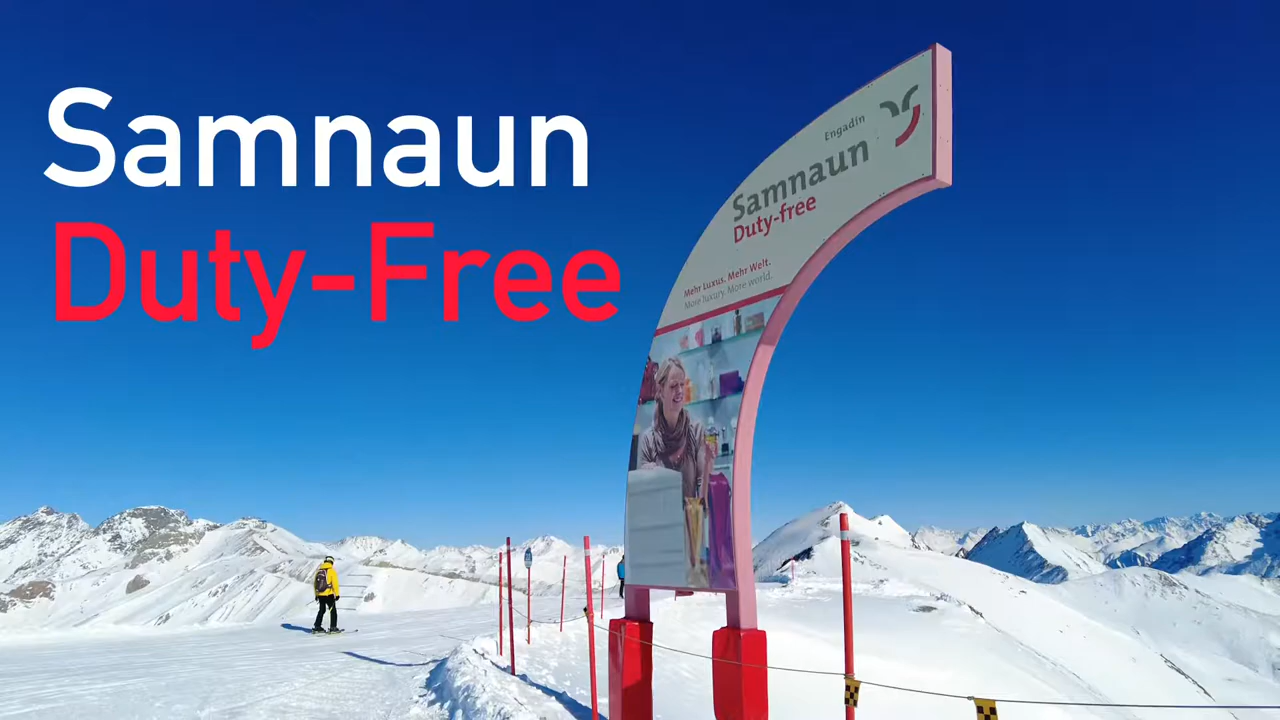 Samnaun
Duty-Free
Engadin
Samnaun
Duty-free
Mehr Luxus. Mehr Welt.
More luxury. More world.